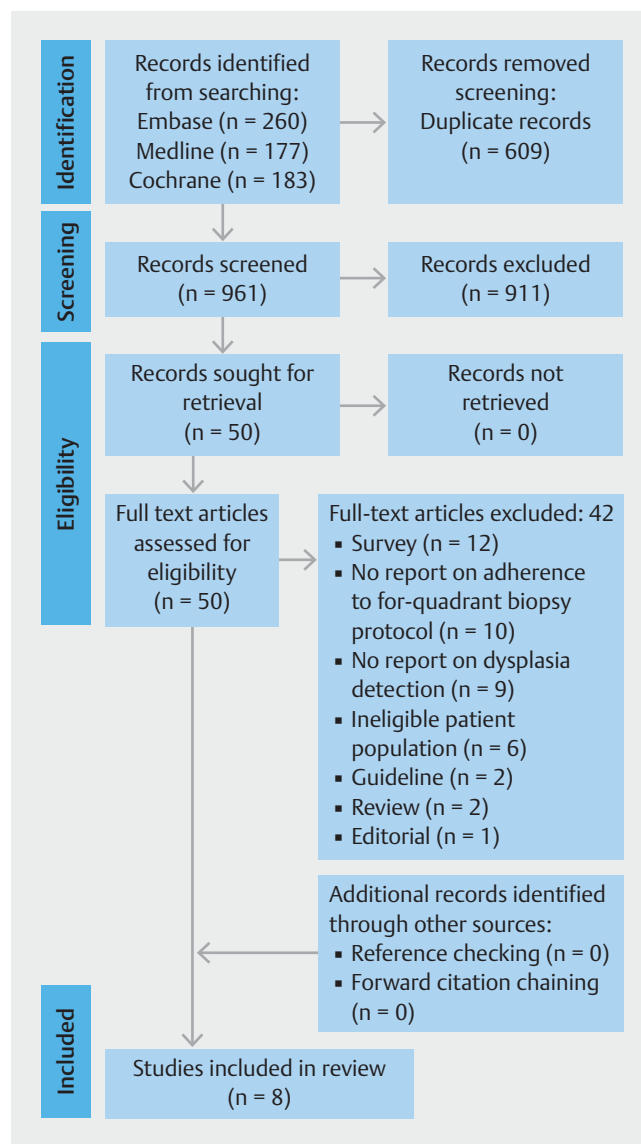 Identification
Records identified
from searching:
Embase (n = 260)
Medline (n = 177)
Cochrane (n = 183)
Records removed
screening:
Duplicate records
(n = 609)
Screening
Records screened
(n = 961)
Records excluded
(n = 911)
Eligibility
Records sought for
retrieval
(n = 50)
Records not
retrieved
(n = 0)
Full text articles
assessed for
eligibility
(n = 50)
Full-text articles excluded: 42
▪ Survey (n = 12)
▪ No report on adherence
to for-quadrant biopsy
protocol (n = 10)
▪ No report on dysplasia
detection (n = 9)
▪ Ineligible patient
population (n = 6)
▪ Guideline (n = 2)
▪ Review (n = 2)
▪ Editorial (n = 1)
Additional records identified
through other sources:
▪ Reference checking (n = 0)
▪ Forward citation chaining
(n = 0)
Included
Studies included in review
(n = 8)